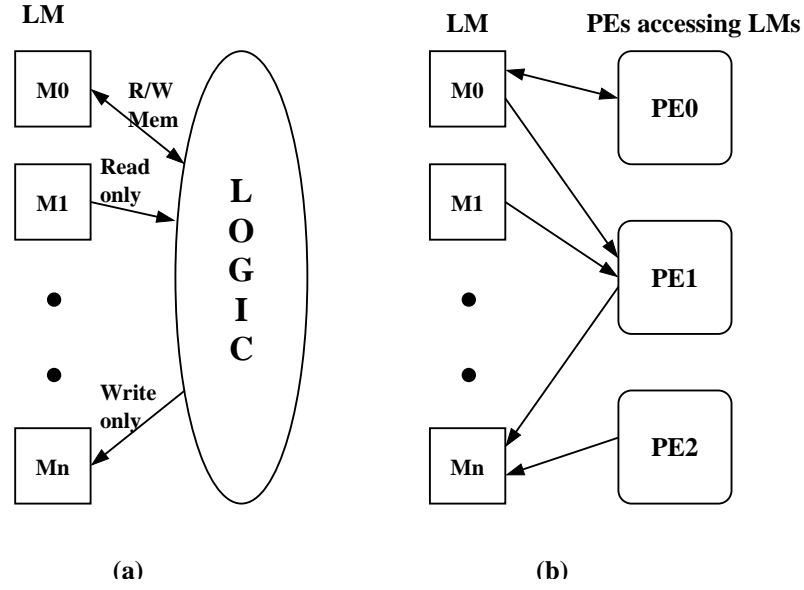 LM
M0
R/W
Mem
Read
only
M1
L
O
G
I
C
Write
only
Mn
(a)
LM
PEs accessing LMs
M0
PE0
M1
PE1
Mn
PE2
(b)